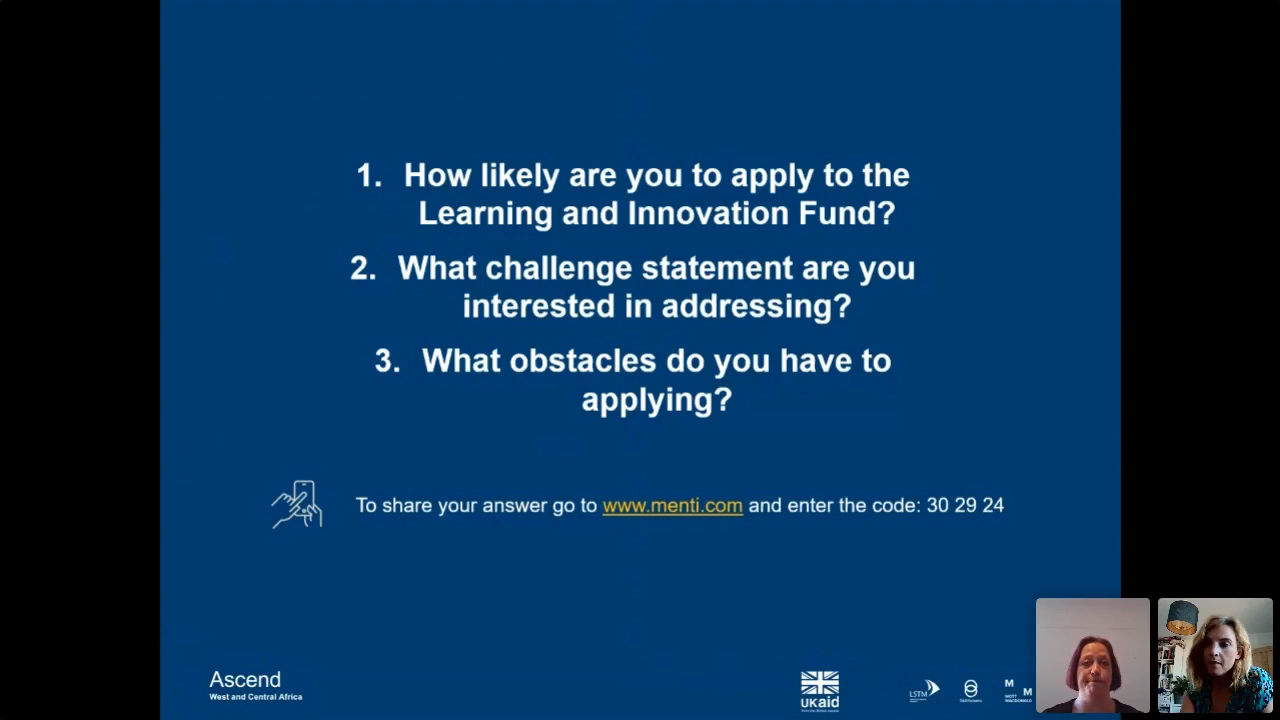 1. How likely are you to apply to the
Learning and Innovation Fund?
2. What challenge statement are you
interested in addressing?
3. What obstacles do you have to
applying?
To share your answer go to www.menti.com and enter the code: 30 29 24
Ascend
West and Central Africa
UKaid
LSTM
M
M
MOTT
MACDONALD